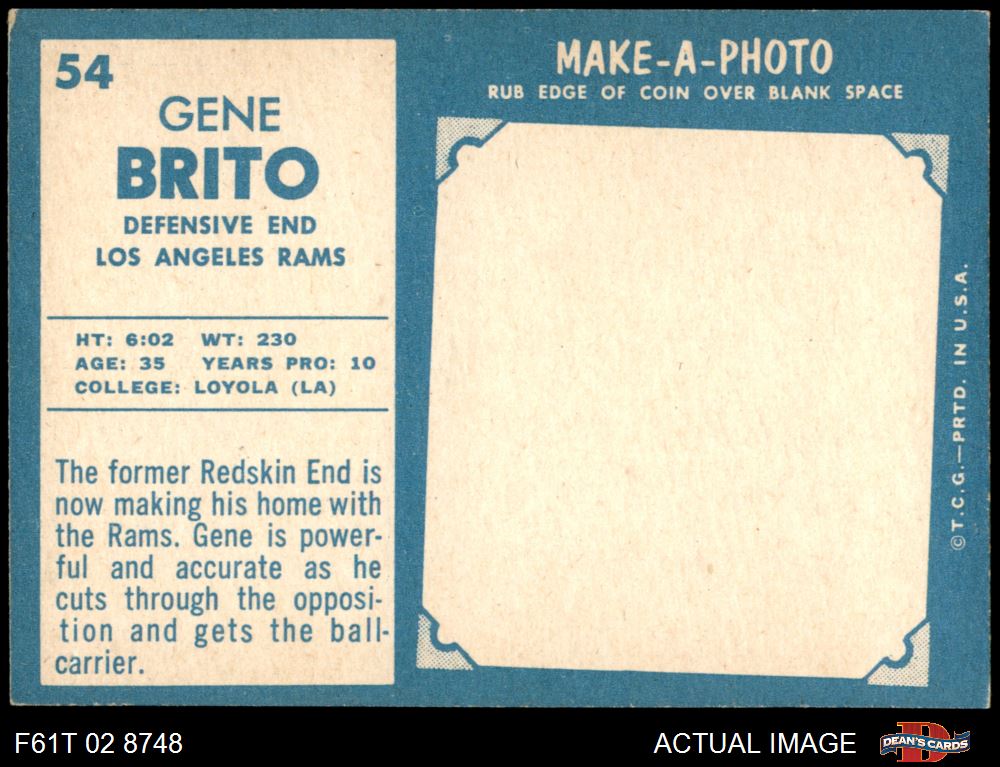 54
GENE
BRITO
DEFENSIVE END
LOS ANGELES RAMS
HT: 6:02 WT: 230
AGE: 35 YEARS PRO: 10
COLLEGE: LOYOLA (LA)
The former Redskin End is
now making his home with
the Rams. Gene is power-
ful and accurate as he
cuts through the opposi-
tion and gets the ball-
carrier.
MAKE-A-PHOTO
RUB EDGE OF COIN OVER BLANK SPACE
©T.C.G.—PRTD. IN U.S.A.
F61T 02 8748
ACTUAL IMAGE
D
DEAN'S CARDS